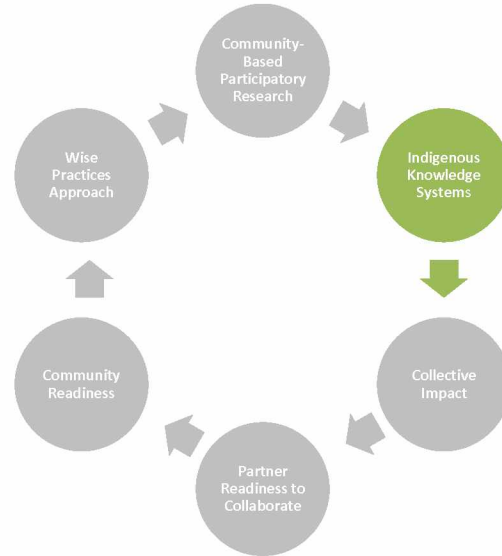 Community-
Based
Participatory
Research
Indigenous
Knowledge
Systems
Collective
Impact
Partner
Readiness to
Collaborate
Community
Readiness
Wise
Practices
Approach